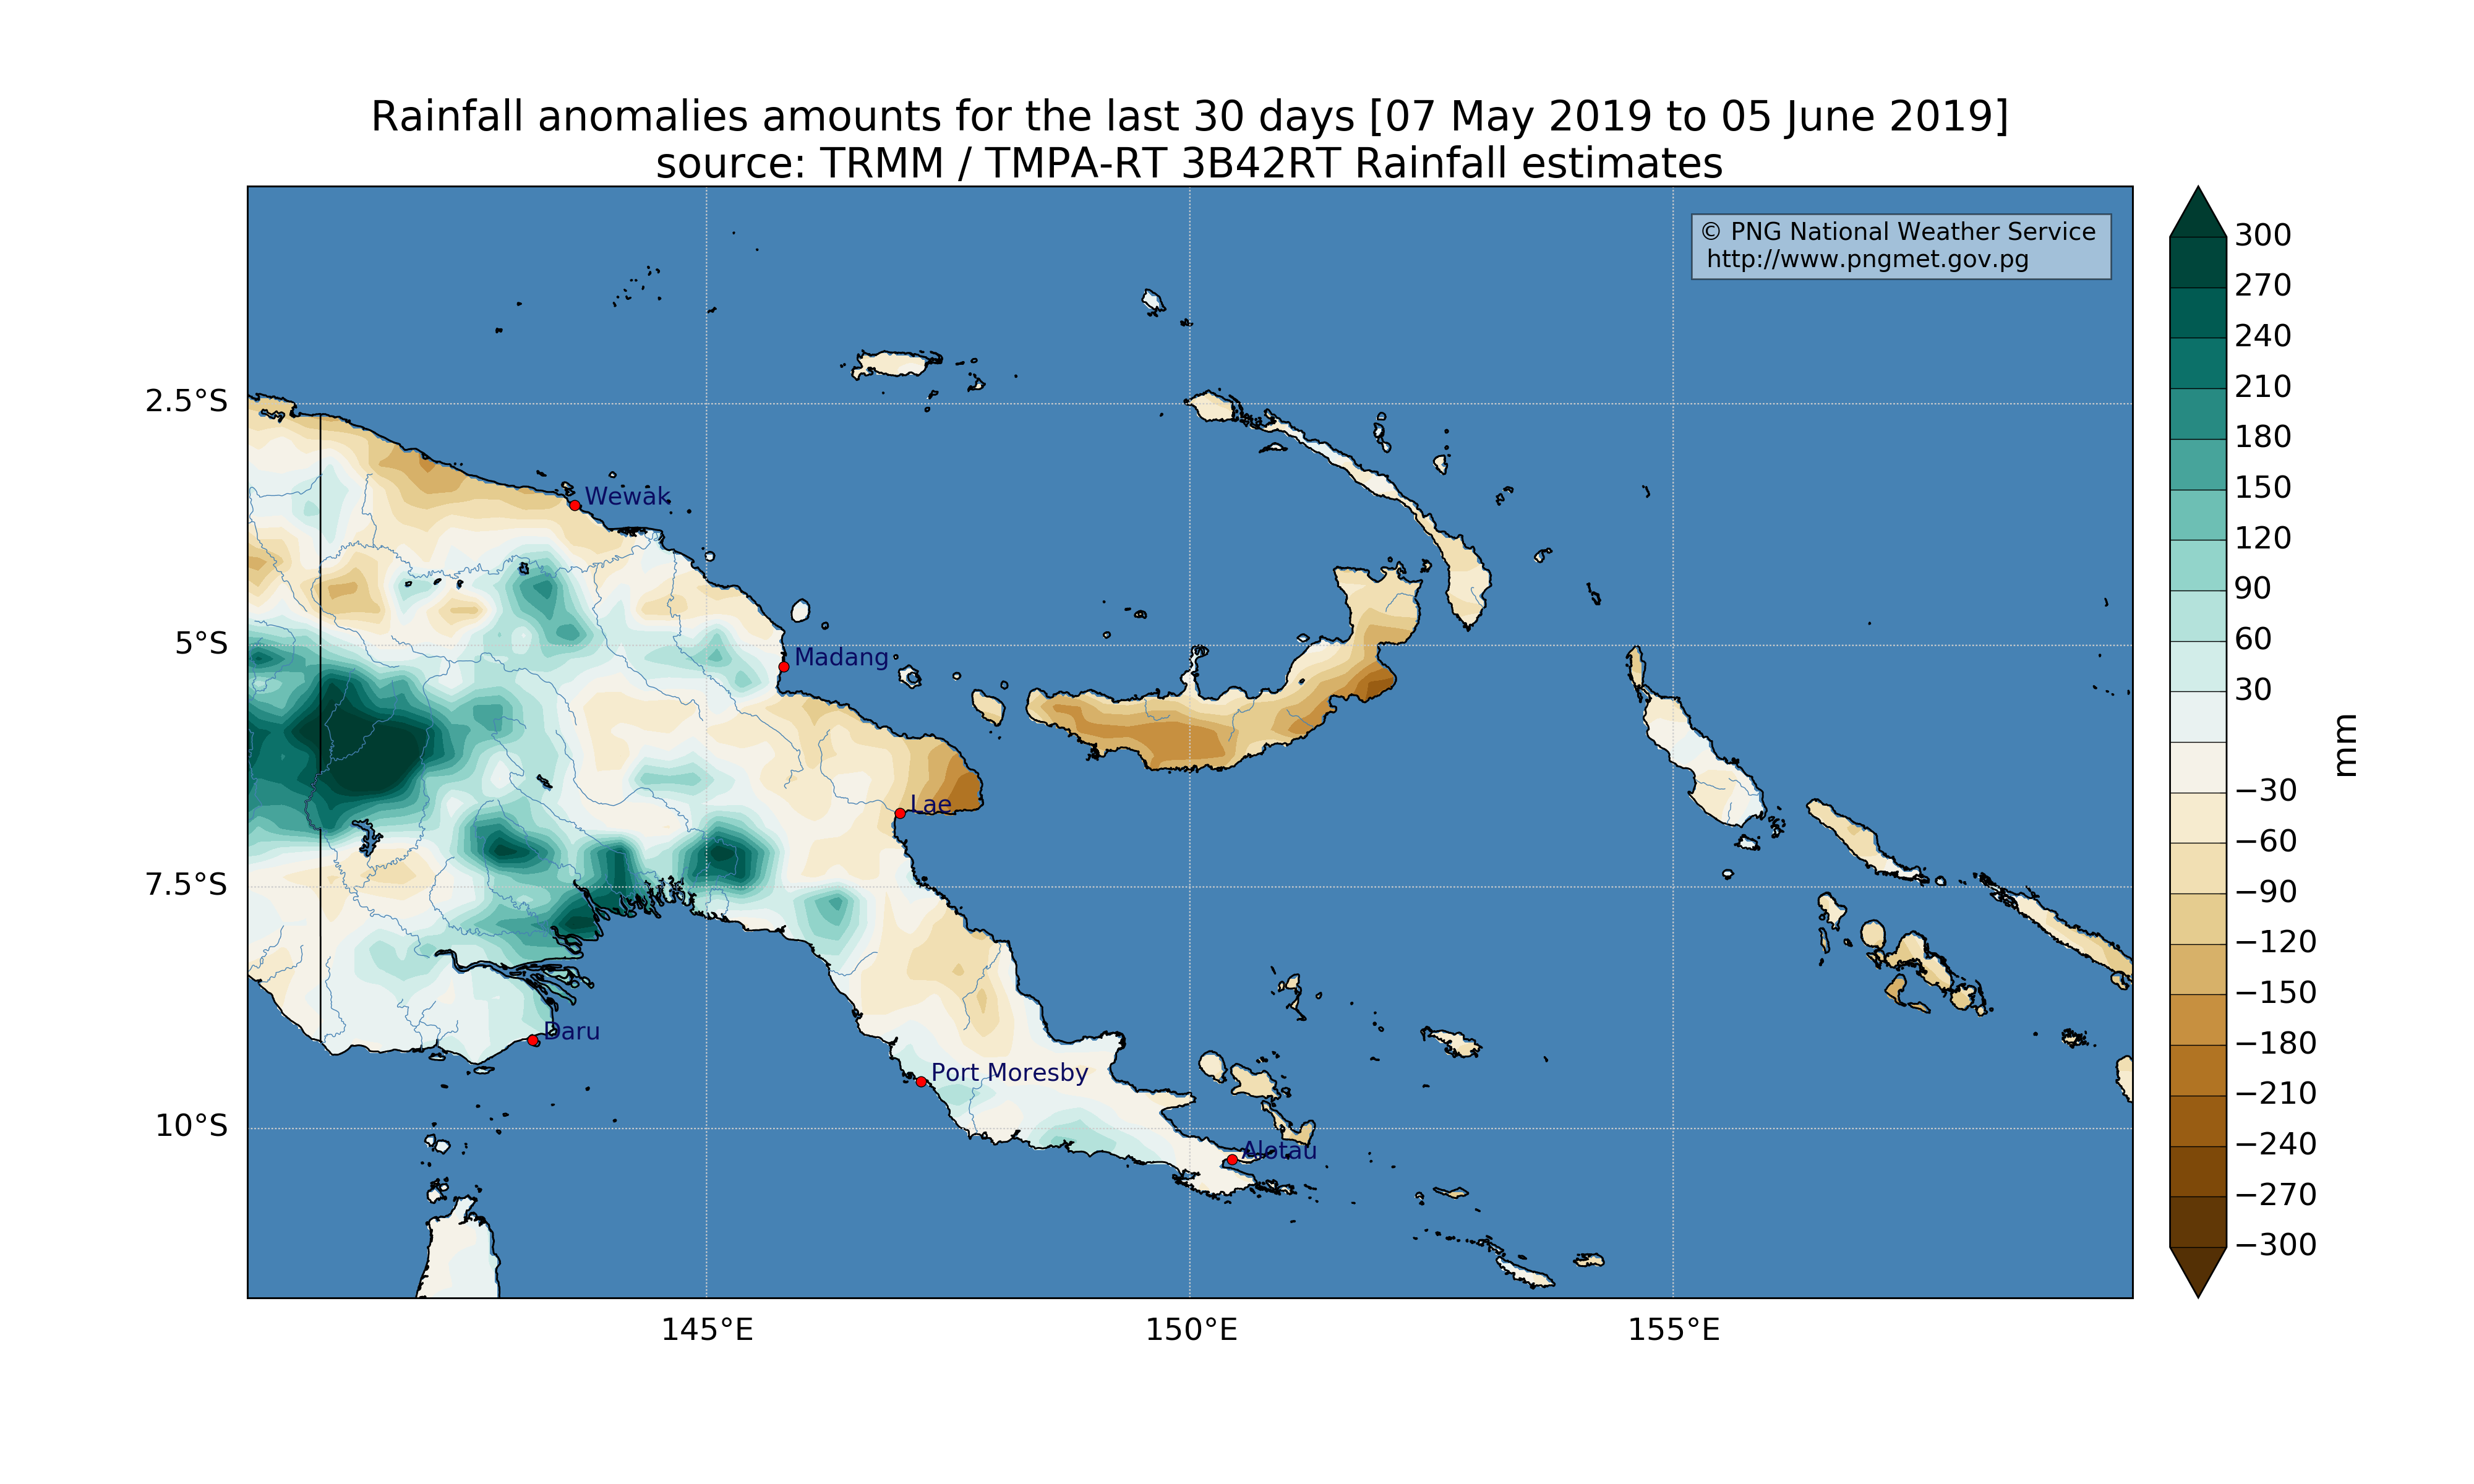 Rainfall anomalies amounts for the last 30 days [07 May 2019 to 05 June 2019]
source: TRMM / TMPA-RT 3B42RT Rainfall estimates
© PNG National Weather Service
http://www.pngmet.gov.pg
2.5°S
5°S
7.5°S
10°S
Wewak
Madang
Lae
Daru
Port Moresby
Alotau
145°E
150°E
155°E
300
270
240
210
180
150
120
90
60
30
−30
−60
−90
−120
−150
−180
−210
−240
−270
−300
mm